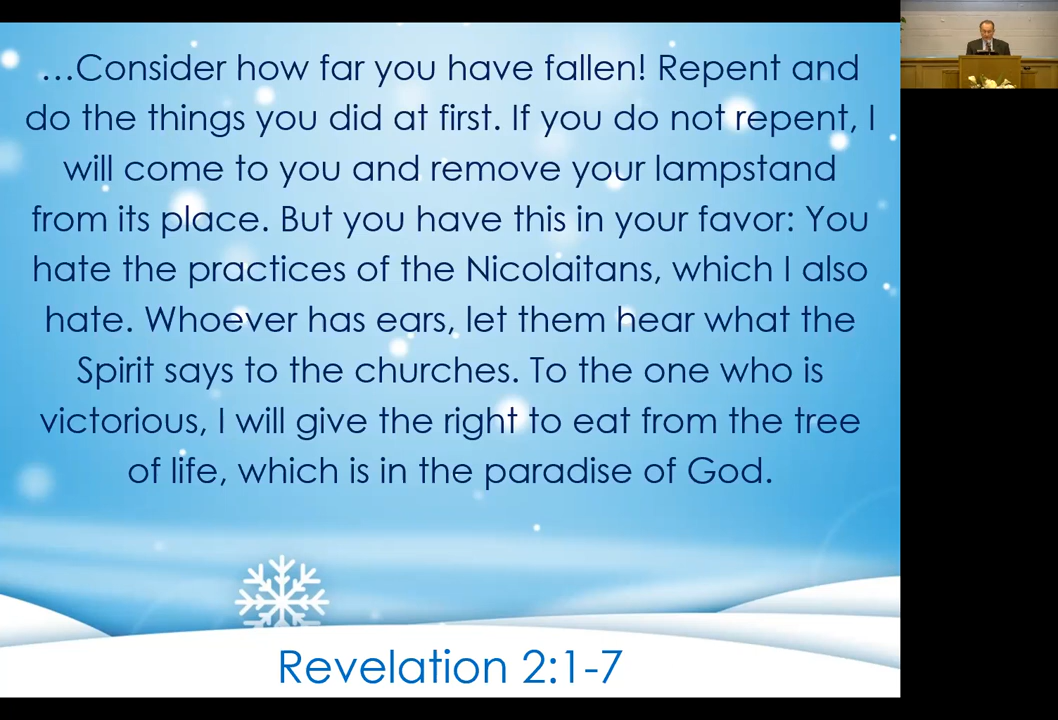 ...Consider how far you have fallen! Repent and
do the things you did at first. If you do not repent, I
will come to you and remove your lampstand
from its place. But you have this in your favor: You
hate the practices of the Nicolaitans, which I also
hate. Whoever has ears, let them hear what the
Spirit says to the churches. To the one who is
victorious, I will give the right to eat from the tree
of life, which is in the paradise of God.
Revelation 2:1-7